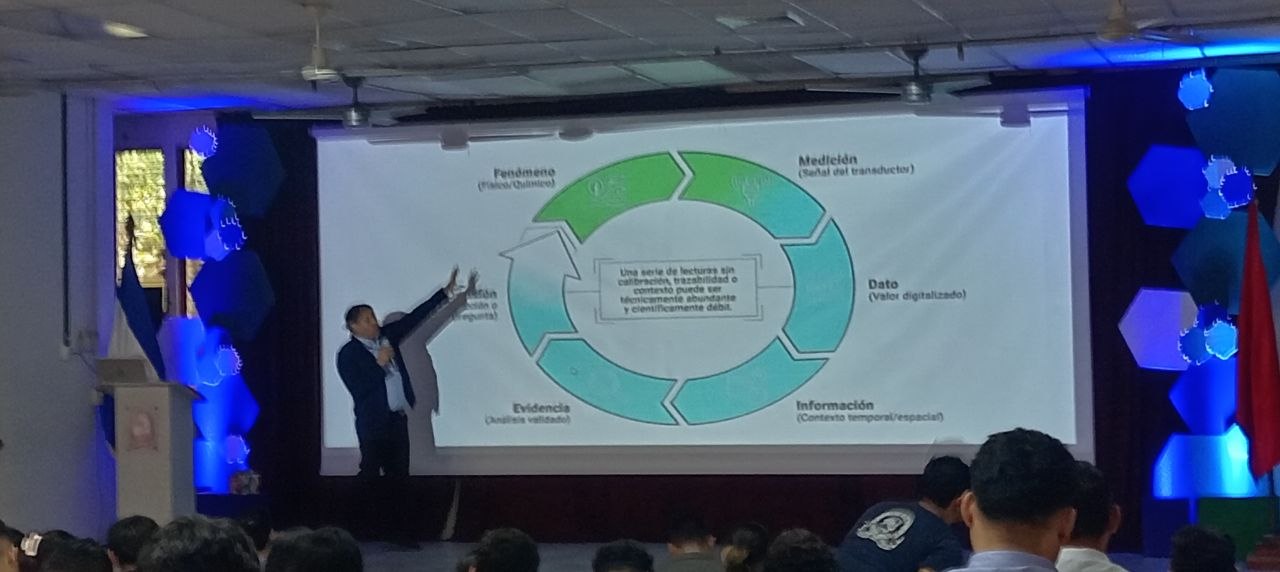 Fenómeno
(Físico/Químico)
Medición
(Señal del transductor)
Dato
(Valor digitalizado)
Información
(Contexto temporal/espacial)
Evidencia
(Análisis validado)
Una serie de lecturas sin
calibración, trazabilidad o
contexto puede ser
técnicamente abundante
y científicamente débil.